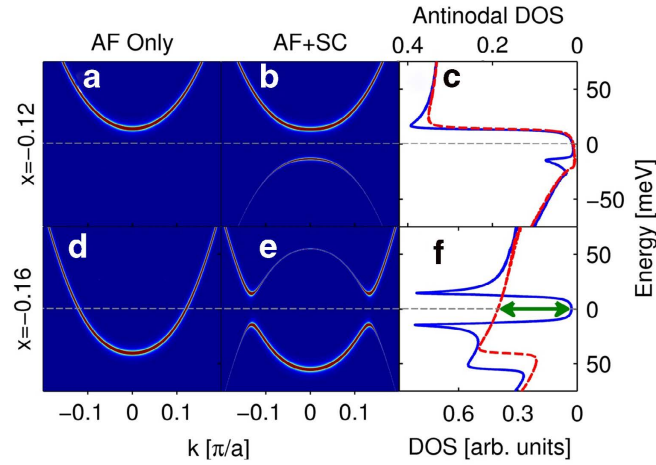 Antinodal DOS
AF Only AF+SC 0.4 0.2 0
a b c
x=−0.12
50
0
−50
Energy [meV]
d e f
x=−0.16
50
0
50
−0.1 0 0.1 −0.1 0 0.1 0.6 0.3 0
k [π/a] DOS [arb. units]